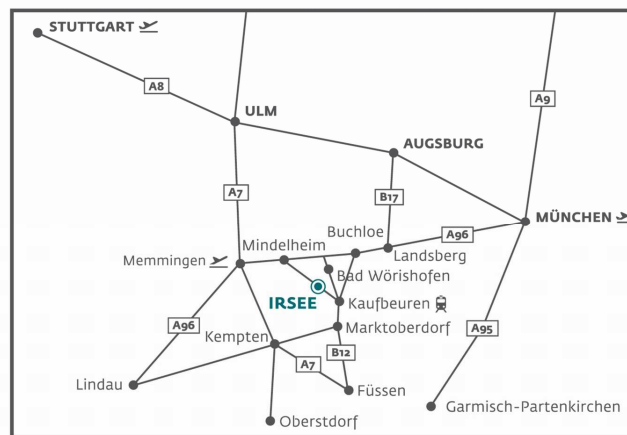 STUTTGART
A8
A9
ULM
AUGSBURG
A7
B17
MÜNCHEN
A96
Buchloe
Mindelheim
Landsberg
Memmingen
Bad Wörishofen
IRSEE
Kaufbeuren
A96
Marktoberdorf
A95
Kempten
B12
A7
Lindau
Füssen
Garmisch-Partenkirchen
Oberstdorf